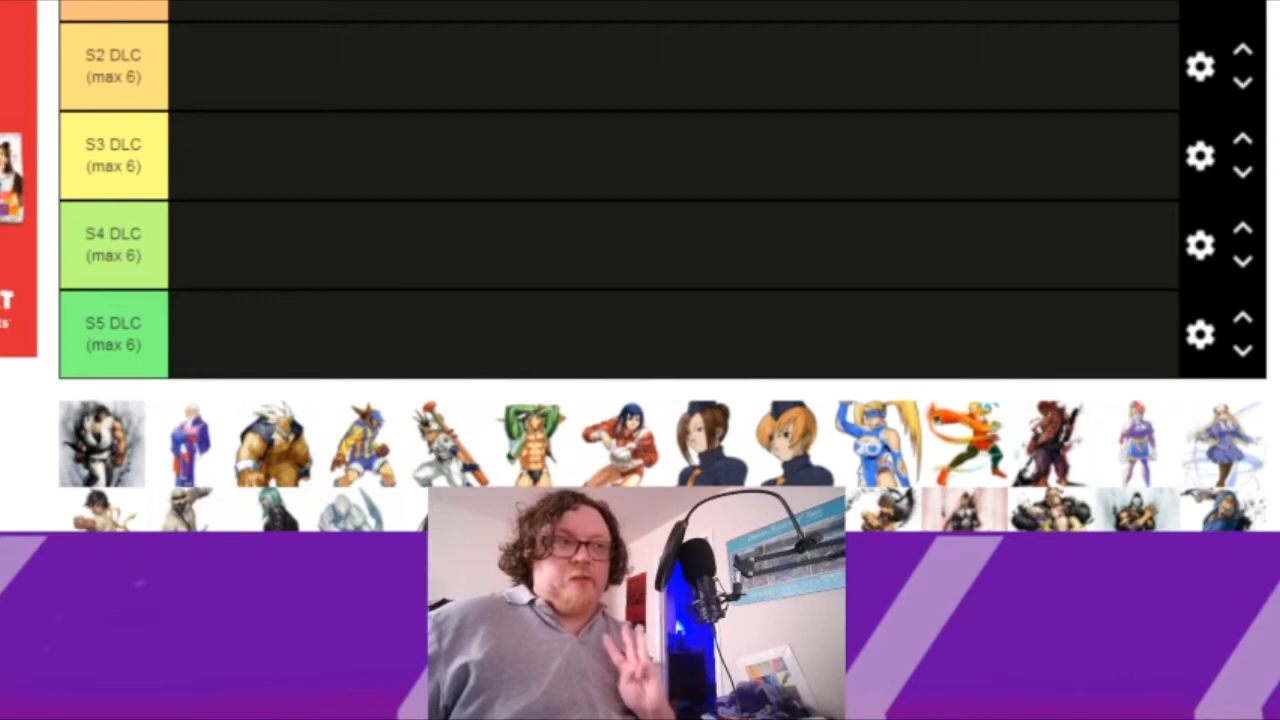 S2 DLC
(max 6)
S3 DLC
(max 6)
S4 DLC
(max 6)
S5 DLC
(max 6)